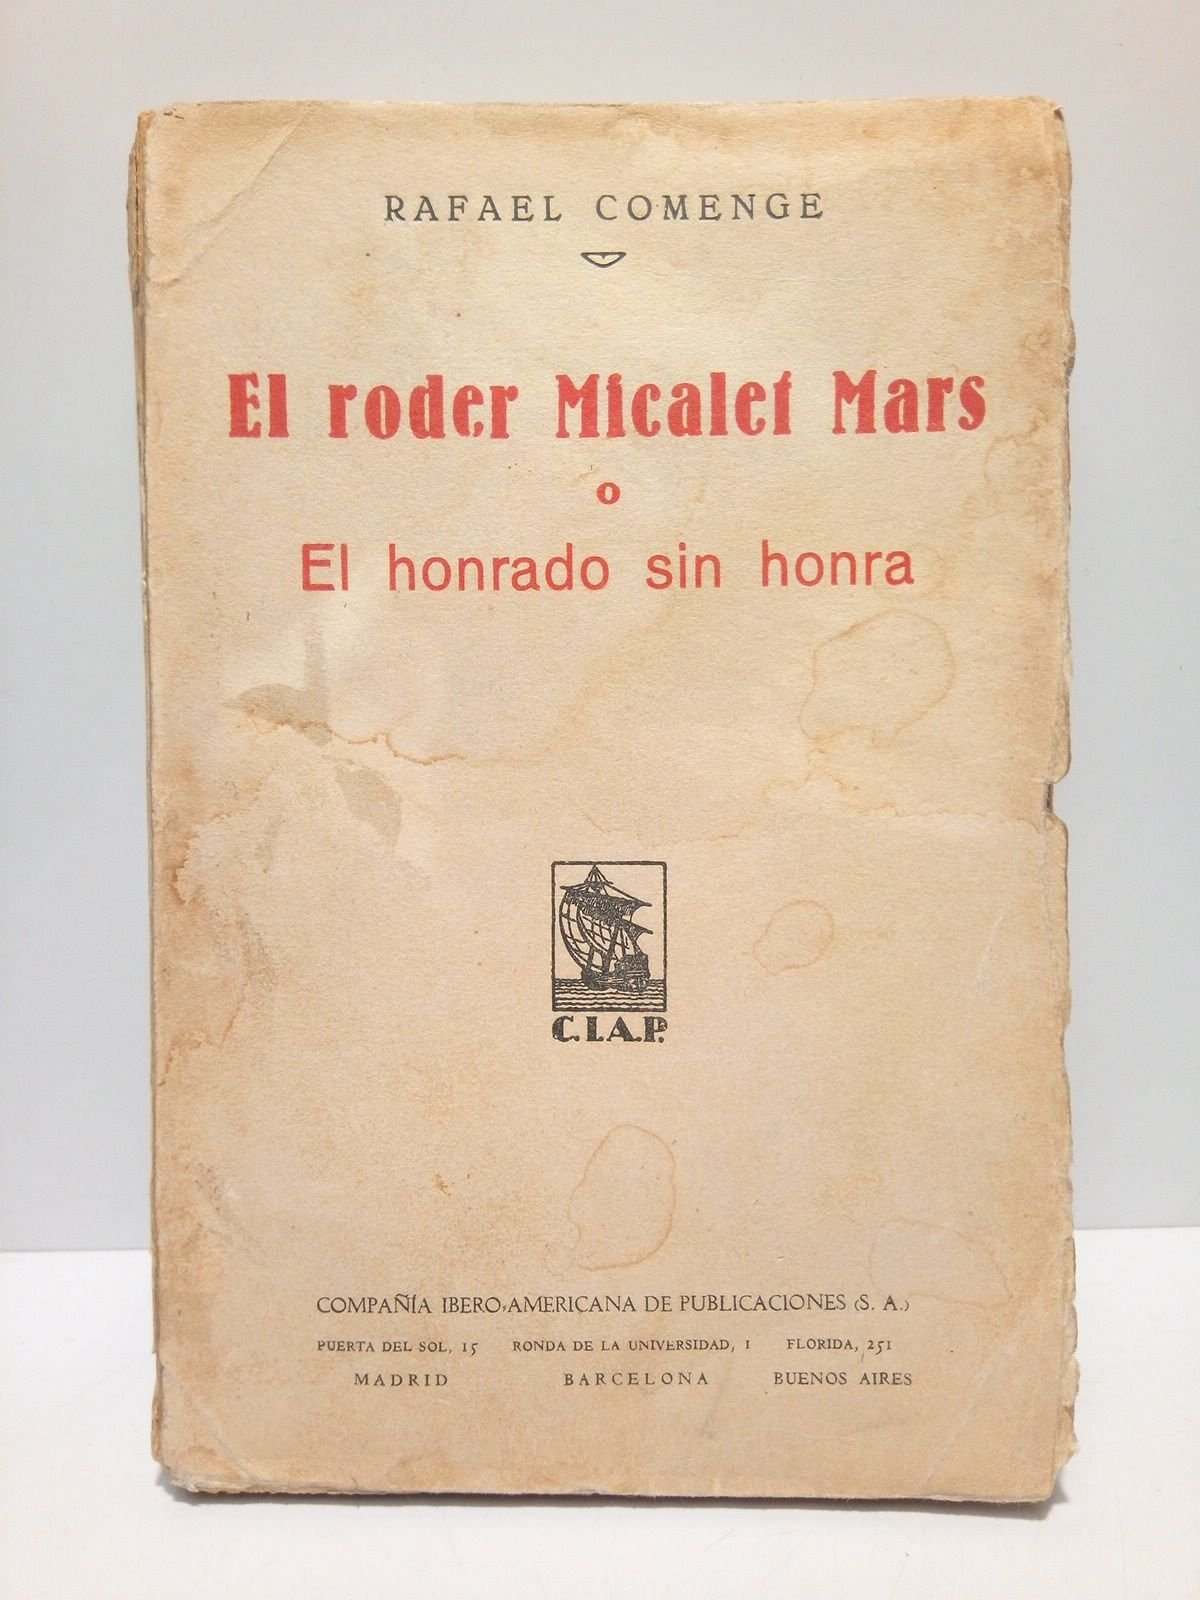 RAFAEL COMENGE
El roder Micalet Mars
o
El honrado sin honra
C.I.A.P.
COMPAÑÍA IBERO-AMERICANA DE PUBLICACIONES (S. A.)
PUERTA DEL SOL, 15 RONDA DE LA UNIVERSIDAD, 1 FLORIDA, 251
MADRID BARCELONA BUENOS AIRES